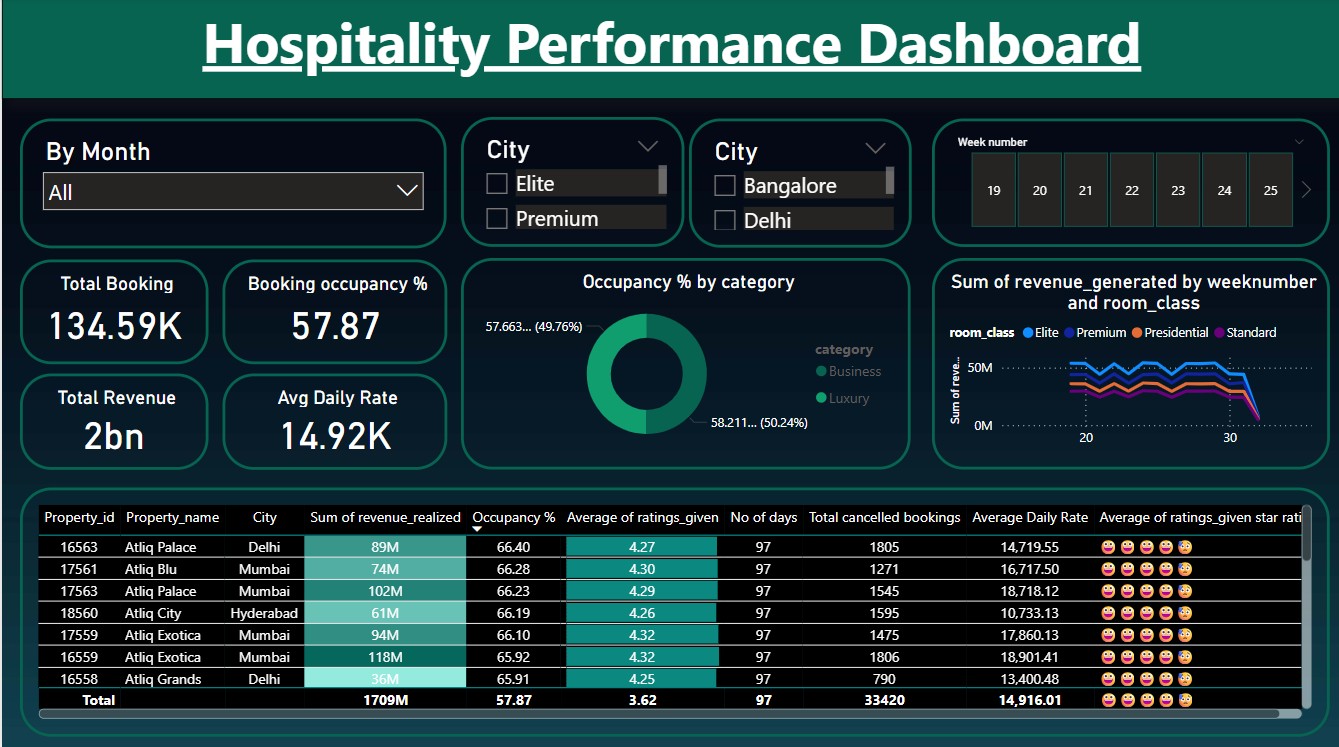 Hospitality Performance Dashboard
By Month
All
City
Elite
Premium
City
Bangalore
Delhi
Week number
19 20 21 22 23 24 25
Total Booking
134.59K
Booking occupancy %
57.87
Total Revenue
2bn
Avg Daily Rate
14.92K
Occupancy % by category
57.663... (49.76%)
58.211... (50.24%)
category
Business
Luxury
Sum of revenue_generated by weeknumber
and room_class
room_class Elite Premium Presidential Standard
Sum of reve...
50M
0M
20 30
Property_id Property_name City Sum of revenue_realized Occupancy % Average of ratings_given No of days Total cancelled bookings Average Daily Rate Average of ratings_given star rati
16563 Atliq Palace Delhi 89M 66.40 4.27 97 1805 14,719.55
17561 Atliq Blu Mumbai 74M 66.28 4.30 97 1271 16,717.50
17563 Atliq Palace Mumbai 102M 66.23 4.29 97 1545 18,718.12
18560 Atliq City Hyderabad 61M 66.19 4.26 97 1595 10,733.13
17559 Atliq Exotica Mumbai 94M 66.10 4.32 97 1475 17,860.13
16559 Atliq Exotica Mumbai 118M 65.92 4.32 97 1806 18,901.41
16558 Atliq Grands Delhi 36M 65.91 4.25 97 790 13,400.48
Total 1709M 57.87 3.62 97 33420 14,916.01